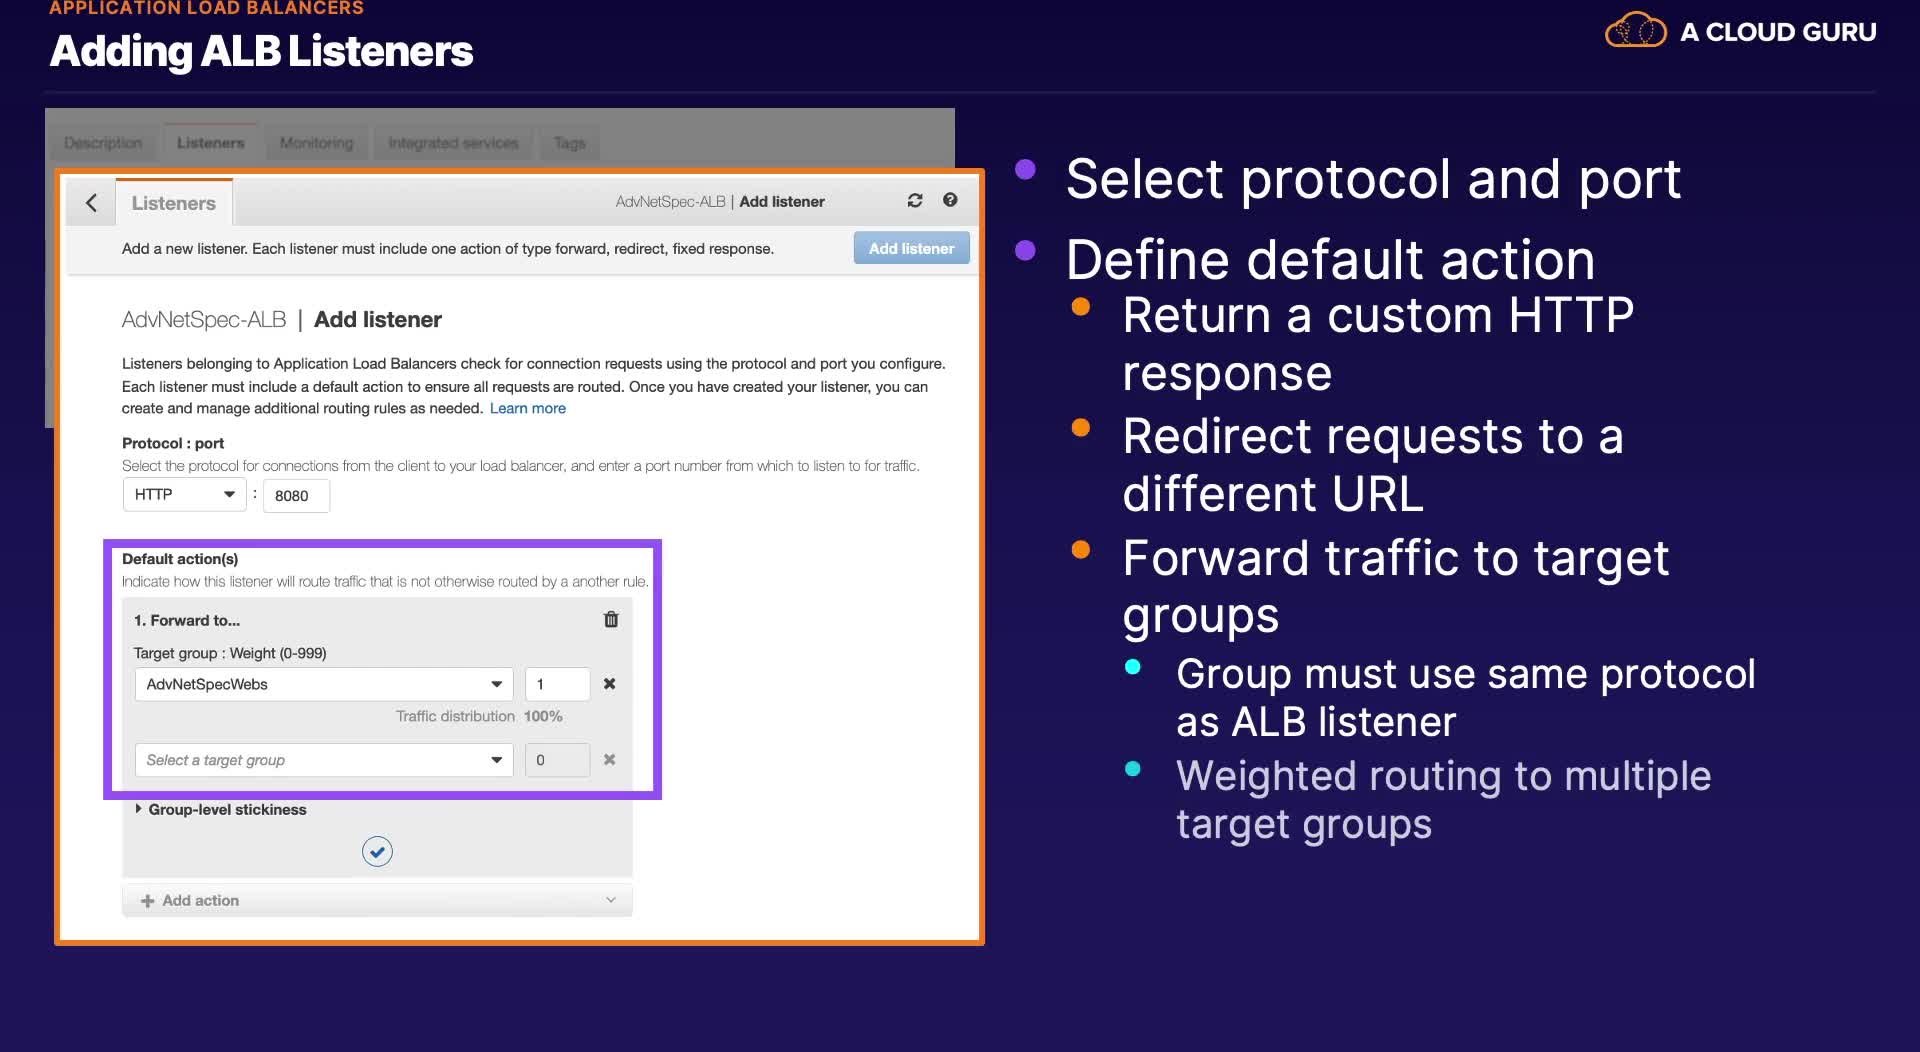 APPLICATION LOAD BALANCERS
Adding ALB Listeners
A CLOUD GURU
Description Listeners Monitoring Integrated services Tags
Listeners
AdvNetSpec-ALB | Add listener
Add a new listener. Each listener must include one action of type forward, redirect, fixed response.
Add listener
AdvNetSpec-ALB | Add listener
Listeners belonging to Application Load Balancers check for connection requests using the protocol and port you configure.
Each listener must include a default action to ensure all requests are routed. Once you have created your listener, you can
create and manage additional routing rules as needed. Learn more
Protocol : port
Select the protocol for connections from the client to your load balancer, and enter a port number from which to listen to for traffic.
HTTP : 8080
Default action(s)
Indicate how this listener will route traffic that is not otherwise routed by a another rule.
1. Forward to...
Target group : Weight (0-999)
AdvNetSpecWebs 1
Traffic distribution 100%
Select a target group 0
Group-level stickiness
Add action
Select protocol and port
Define default action
Return a custom HTTP
response
Redirect requests to a
different URL
Forward traffic to target
groups
Group must use same protocol
as ALB listener
Weighted routing to multiple
target groups